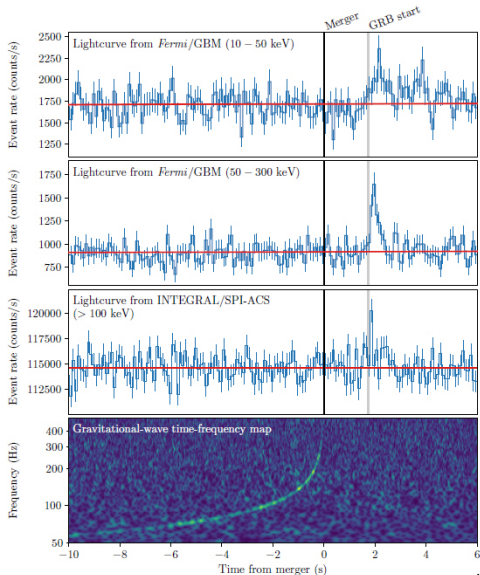 Merger
GRB start
Lightcurve from Fermi/GBM (10 − 50 keV)
Event rate (counts/s)
2500
2250
2000
1750
1500
1250
Lightcurve from Fermi/GBM (50 − 300 keV)
Event rate (counts/s)
1750
1500
1250
1000
750
Lightcurve from INTEGRAL/SPI-ACS
(> 100 keV)
Event rate (counts/s)
120000
117500
115000
112500
Gravitational-wave time-frequency map
Frequency (Hz)
400
300
200
100
50
−10 −8 −6 −4 −2 0 2 4 6
Time from merger (s)